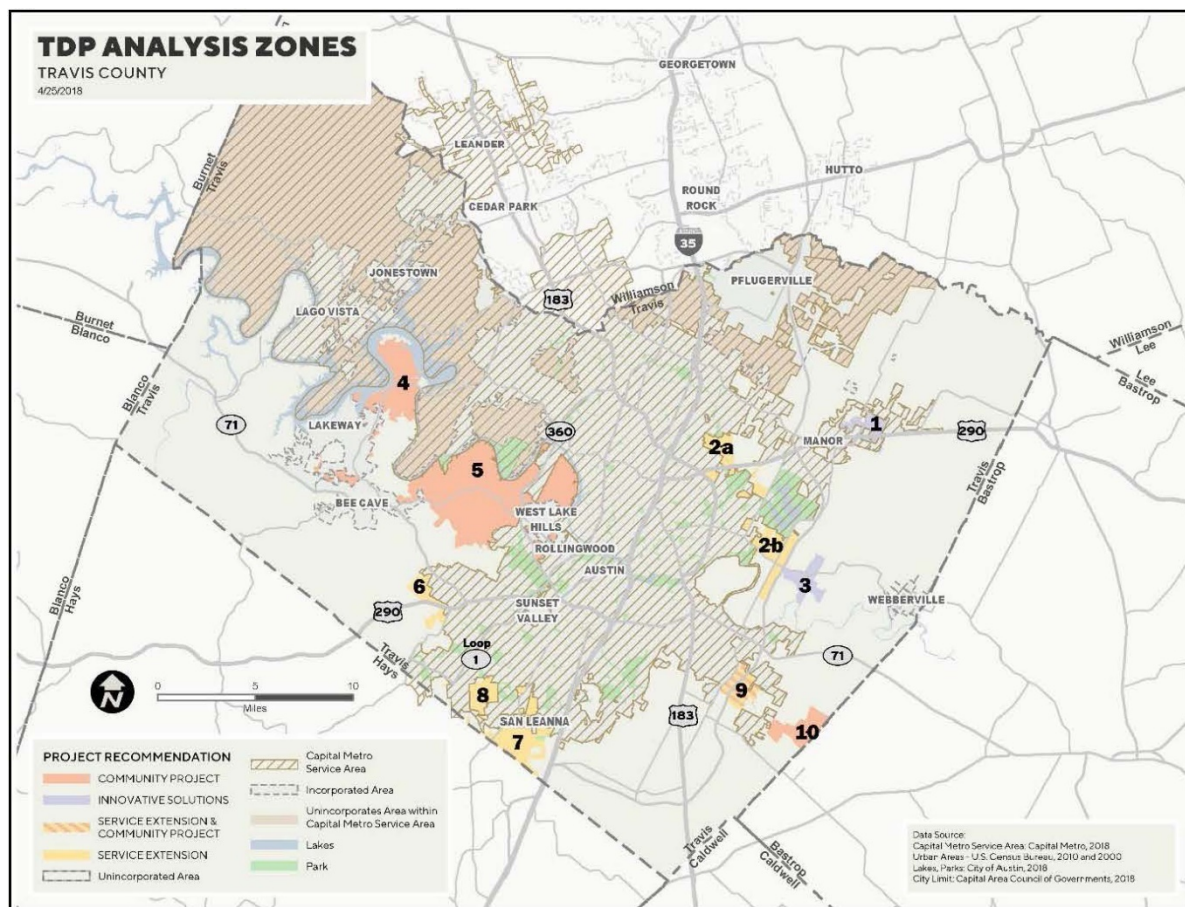 TDP ANALYSIS ZONES
TRAVIS COUNTY
4/25/2018
GEORGETOWN
LEANDER
HUTTO
ROUND
ROCK
CEDAR PARK
35
Burnet
Travis
JONESTOWN
183
Williamson
Travis
PFLUGERVILLE
LAGO VISTA
Burnet
Blanco
Williamson
Lee
Lee
Bastrop
Blanco
Travis
4
71
LAKEWAY
360
MANOR
1
290
2a
Travis
Bastrop
5
BEE CAVE
WEST LAKE
HILLS
ROLLINGWOOD
2b
AUSTIN
3
6
WEBBERVILLE
Blanco
Hays
290
SUNSET
VALLEY
Travis
Hays
Loop
1
71
8
9
183
SAN LEANNA
7
10
N
0 5 10
Miles
Travis
Caldwell
Bastrop
Caldwell
PROJECT RECOMMENDATION
COMMUNITY PROJECT
INNOVATIVE SOLUTIONS
SERVICE EXTENSION &
COMMUNITY PROJECT
SERVICE EXTENSION
Unincorporated Area
Capital Metro
Service Area
Incorporated Area
Unincorporates Area within
Capital Metro Service Area
Lakes
Park
Data Source:
Capital Metro Service Area: Capital Metro, 2018
Urban Areas - U.S. Census Bureau, 2010 and 2000
Lakes, Parks: City of Austin, 2018
City Limit: Capital Area Council of Governments, 2018